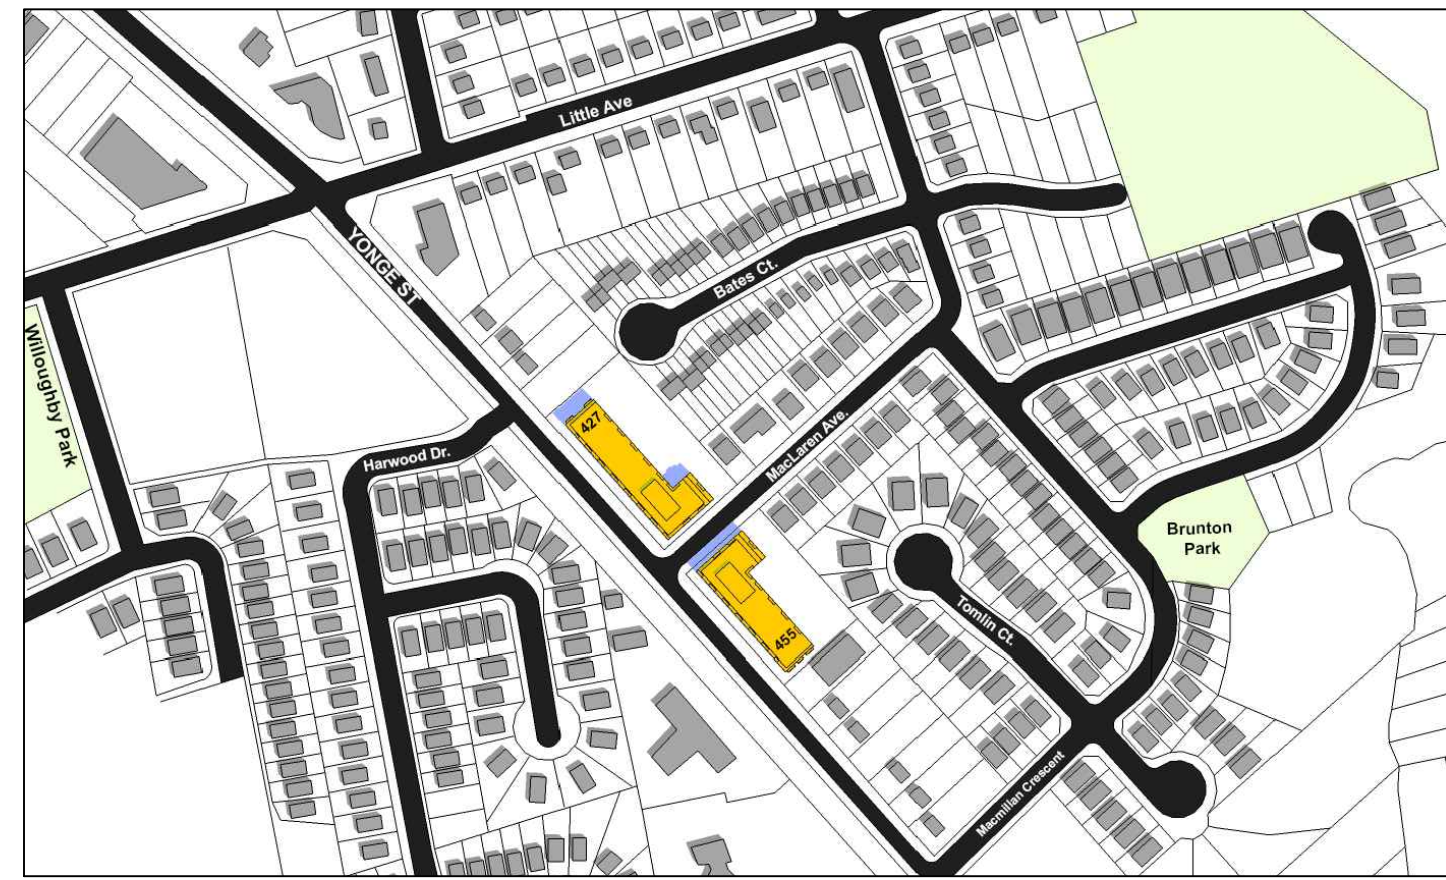 Little Ave
YONGE ST
Bates Ct.
Willoughby Park
427
MacLaren Ave.
Harwood Dr.
Brunton
Park
455
Tomlin Ct.
Macmillan Crescent